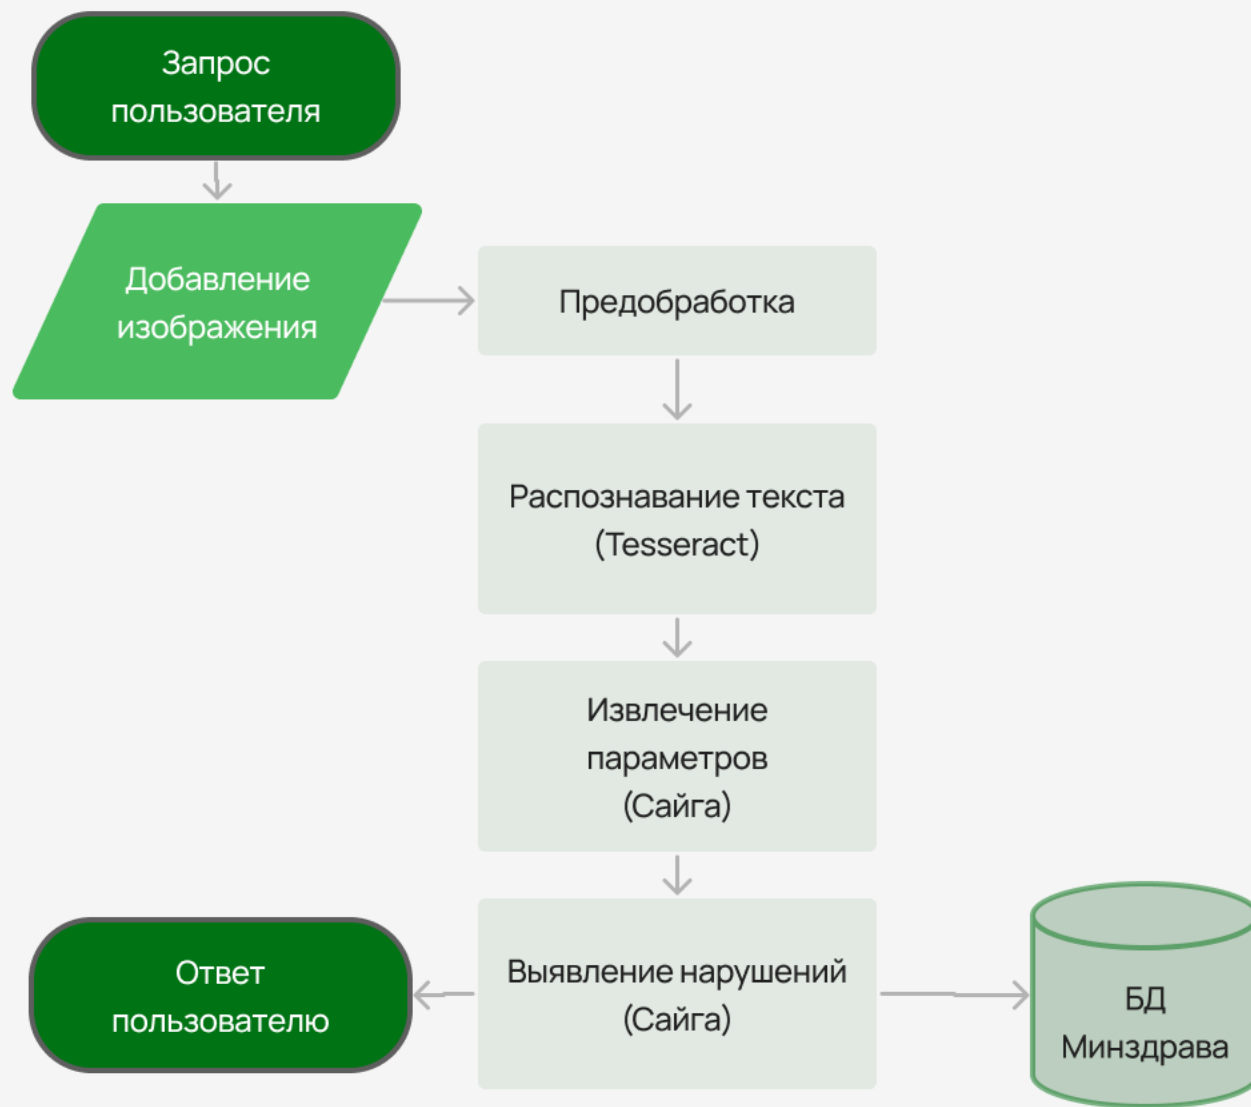 Запрос
пользователя
Добавление
изображения
Предобработка
Распознавание текста
(Tesseract)
Извлечение
параметров
(Сайга)
Выявление нарушений
(Сайга)
Ответ
пользователю
БД
Минздрава